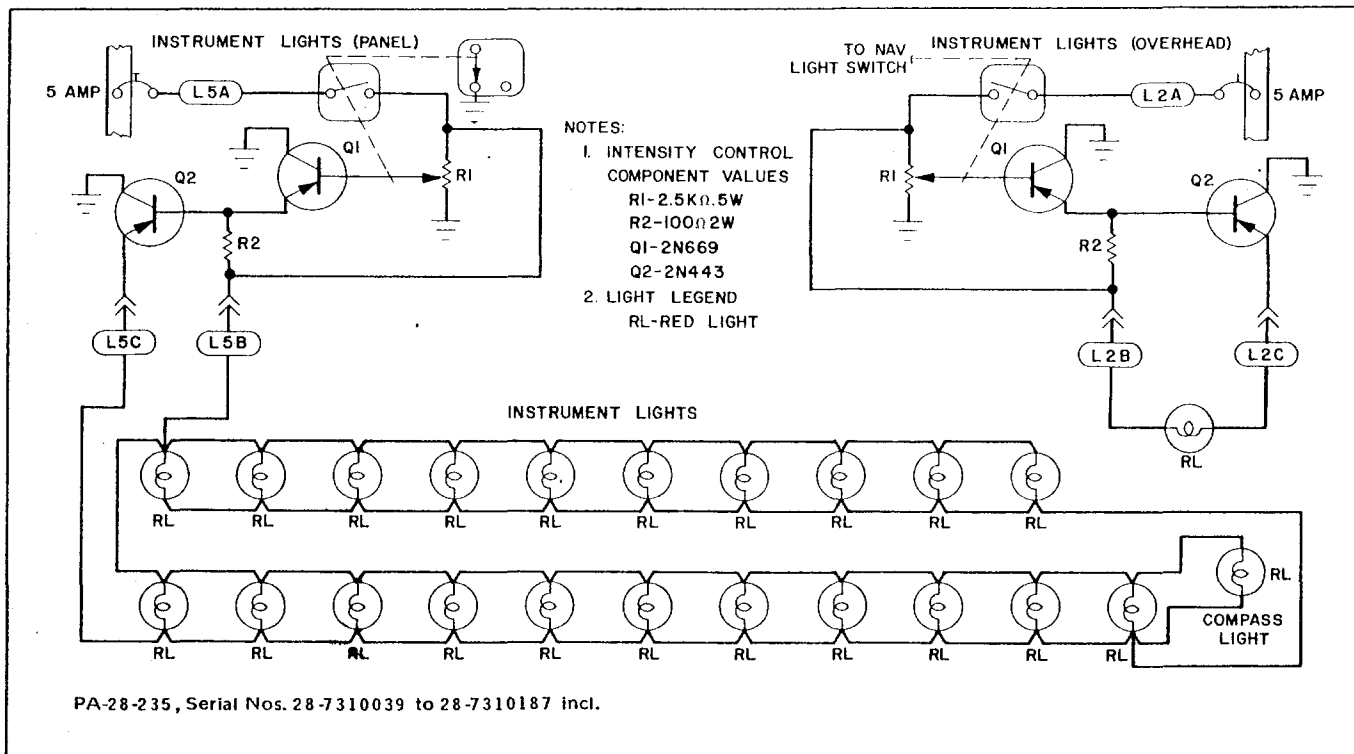 INSTRUMENT LIGHTS (PANEL)
5 AMP
L5A
Q1
Q2
R1
R2
L5C
L5B
NOTES:
1. INTENSITY CONTROL
COMPONENT VALUES
R1-2.5KΩ.5W
R2-100Ω2W
Q1-2N669
Q2-2N443
2. LIGHT LEGEND
RL-RED LIGHT
TO NAV
LIGHT SWITCH
INSTRUMENT LIGHTS (OVERHEAD)
L2A
5 AMP
Q1
R1
Q2
R2
L2B
L2C
RL
INSTRUMENT LIGHTS
RL RL RL RL RL RL RL RL RL RL
RL
COMPASS
LIGHT
RL RL RL RL RL RL RL RL RL RL RL
PA-28-235, Serial Nos. 28-7310039 to 28-7310187 incl.